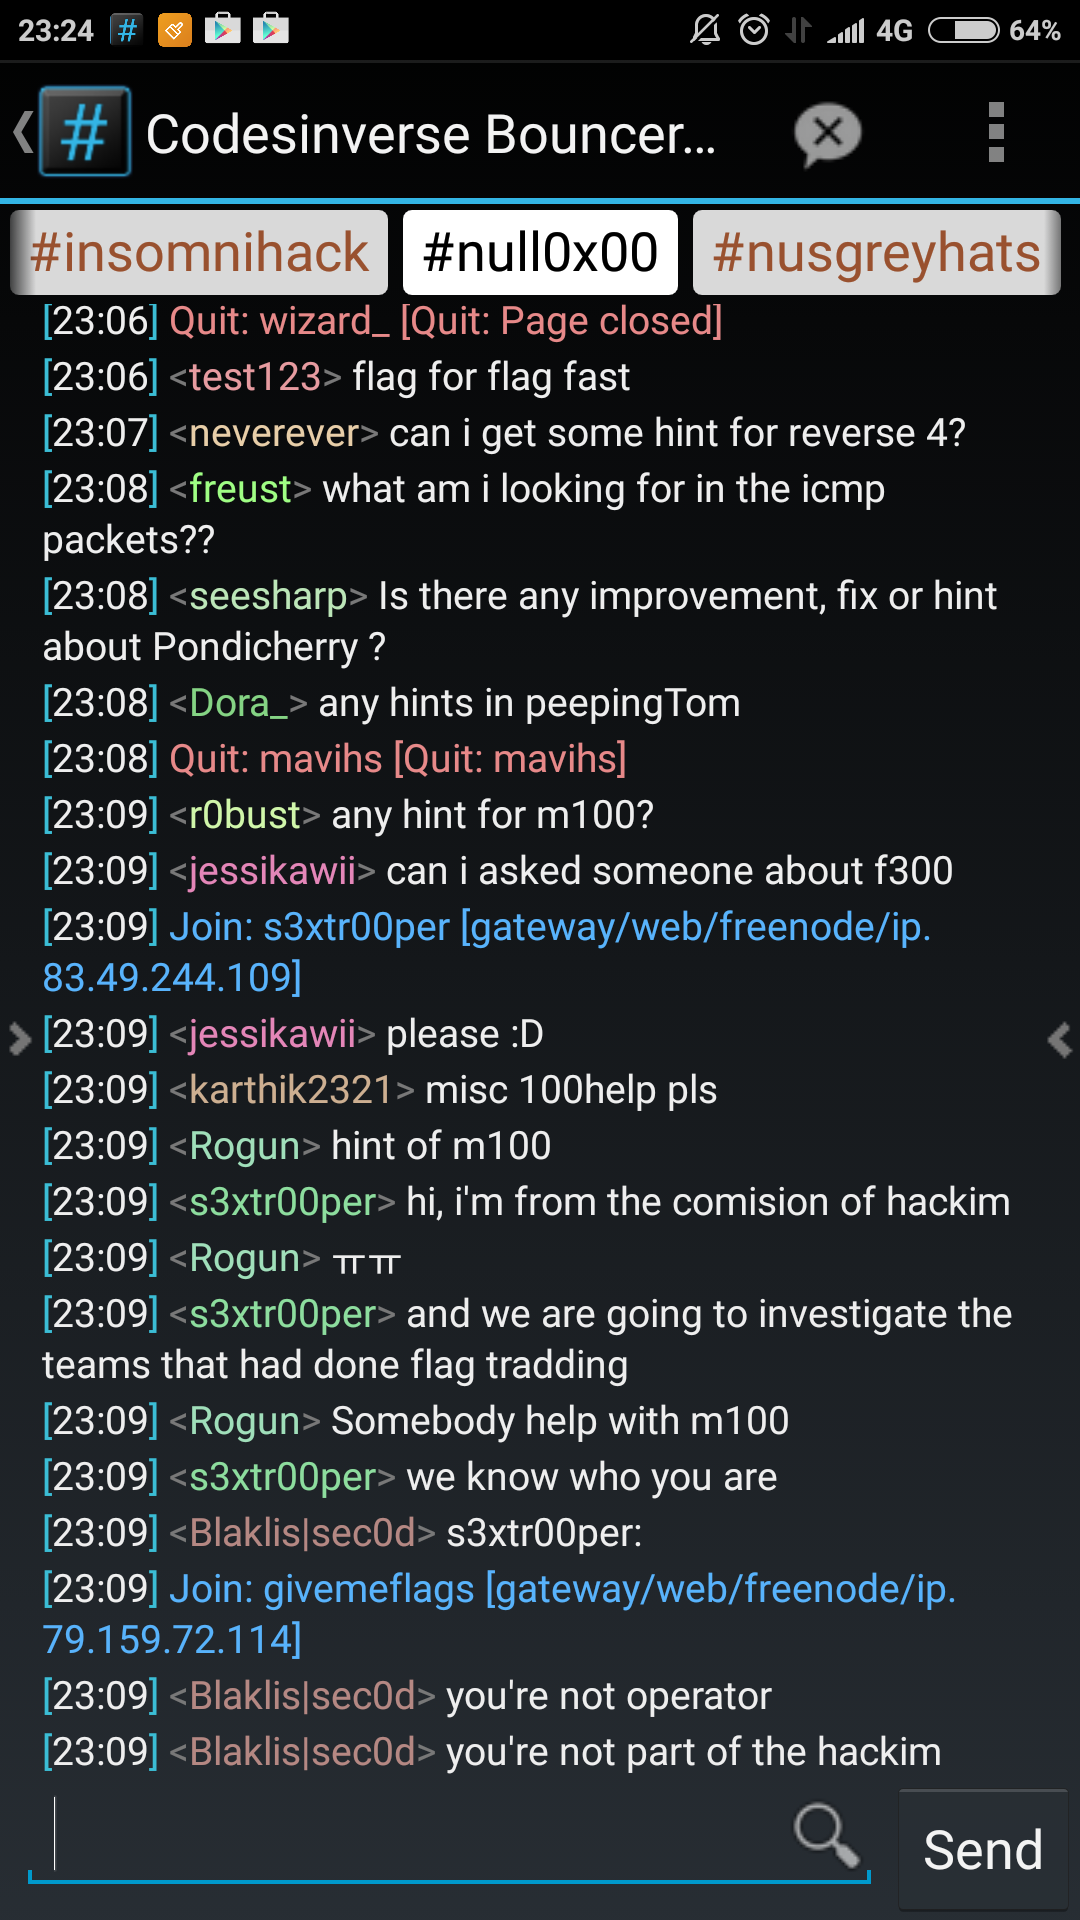 23:24 # 4G 64%
# Codesinverse Bouncer...
#insomnihack #null0x00 #nusgreyhats
[23:06] Quit: wizard_ [Quit: Page closed]
[23:06] <test123> flag for flag fast
[23:07] <neverever> can i get some hint for reverse 4?
[23:08] <freust> what am i looking for in the icmp
packets??
[23:08] <seesharp> Is there any improvement, fix or hint
about Pondicherry ?
[23:08] <Dora_> any hints in peepingTom
[23:08] Quit: mavihs [Quit: mavihs]
[23:09] <r0bust> any hint for m100?
[23:09] <jessikawii> can i asked someone about f300
[23:09] Join: s3xtr00per [gateway/web/freenode/ip.
83.49.244.109]
[23:09] <jessikawii> please :D
[23:09] <karthik2321> misc 100help pls
[23:09] <Rogun> hint of m100
[23:09] <s3xtr00per> hi, i'm from the comision of hackim
[23:09] <Rogun> ㅠㅠ
[23:09] <s3xtr00per> and we are going to investigate the
teams that had done flag tradding
[23:09] <Rogun> Somebody help with m100
[23:09] <s3xtr00per> we know who you are
[23:09] <Blaklis|sec0d> s3xtr00per:
[23:09] Join: givemeflags [gateway/web/freenode/ip.
79.159.72.114]
[23:09] <Blaklis|sec0d> you're not operator
[23:09] <Blaklis|sec0d> you're not part of the hackim
Send